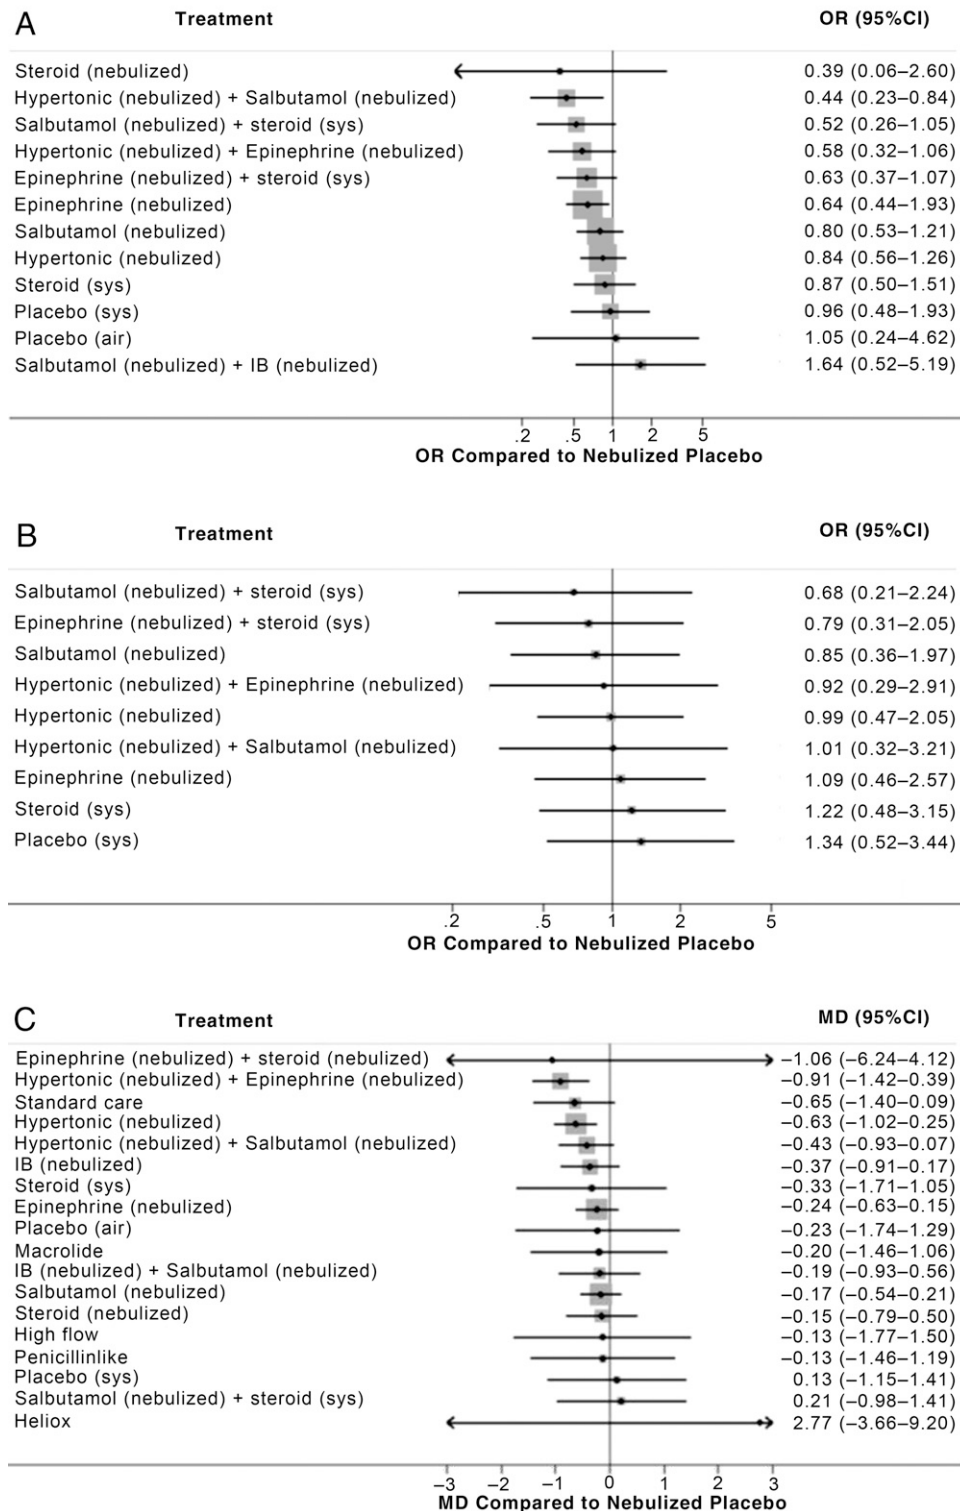 A Treatment OR (95%CI)
Steroid (nebulized) 0.39 (0.06–2.60)
Hypertonic (nebulized) + Salbutamol (nebulized) 0.44 (0.23–0.84)
Salbutamol (nebulized) + steroid (sys) 0.52 (0.26–1.05)
Hypertonic (nebulized) + Epinephrine (nebulized) 0.58 (0.32–1.06)
Epinephrine (nebulized) + steroid (sys) 0.63 (0.37–1.07)
Epinephrine (nebulized) 0.64 (0.44–1.93)
Salbutamol (nebulized) 0.80 (0.53–1.21)
Hypertonic (nebulized) 0.84 (0.56–1.26)
Steroid (sys) 0.87 (0.50–1.51)
Placebo (sys) 0.96 (0.48–1.93)
Placebo (air) 1.05 (0.24–4.62)
Salbutamol (nebulized) + IB (nebulized) 1.64 (0.52–5.19)
.2 .5 1 2 5
OR Compared to Nebulized Placebo
B Treatment OR (95%CI)
Salbutamol (nebulized) + steroid (sys) 0.68 (0.21–2.24)
Epinephrine (nebulized) + steroid (sys) 0.79 (0.31–2.05)
Salbutamol (nebulized) 0.85 (0.36–1.97)
Hypertonic (nebulized) + Epinephrine (nebulized) 0.92 (0.29–2.91)
Hypertonic (nebulized) 0.99 (0.47–2.05)
Hypertonic (nebulized) + Salbutamol (nebulized) 1.01 (0.32–3.21)
Epinephrine (nebulized) 1.09 (0.46–2.57)
Steroid (sys) 1.22 (0.48–3.15)
Placebo (sys) 1.34 (0.52–3.44)
.2 .5 1 2 5
OR Compared to Nebulized Placebo
C Treatment MD (95%CI)
Epinephrine (nebulized) + steroid (nebulized) –1.06 (–6.24–4.12)
Hypertonic (nebulized) + Epinephrine (nebulized) –0.91 (–1.42–0.39)
Standard care –0.65 (–1.40–0.09)
Hypertonic (nebulized) –0.63 (–1.02–0.25)
Hypertonic (nebulized) + Salbutamol (nebulized) –0.43 (–0.93–0.07)
IB (nebulized) –0.37 (–0.91–0.17)
Steroid (sys) –0.33 (–1.71–1.05)
Epinephrine (nebulized) –0.24 (–0.63–0.15)
Placebo (air) –0.23 (–1.74–1.29)
Macrolide –0.20 (–1.46–1.06)
IB (nebulized) + Salbutamol (nebulized) –0.19 (–0.93–0.56)
Salbutamol (nebulized) –0.17 (–0.54–0.21)
Steroid (nebulized) –0.15 (–0.79–0.50)
High flow –0.13 (–1.77–1.50)
Penicillinlike –0.13 (–1.46–1.19)
Placebo (sys) 0.13 (–1.15–1.41)
Salbutamol (nebulized) + steroid (sys) 0.21 (–0.98–1.41)
Heliox 2.77 (–3.66–9.20)
–3 –2 –1 0 1 2 3
MD Compared to Nebulized Placebo